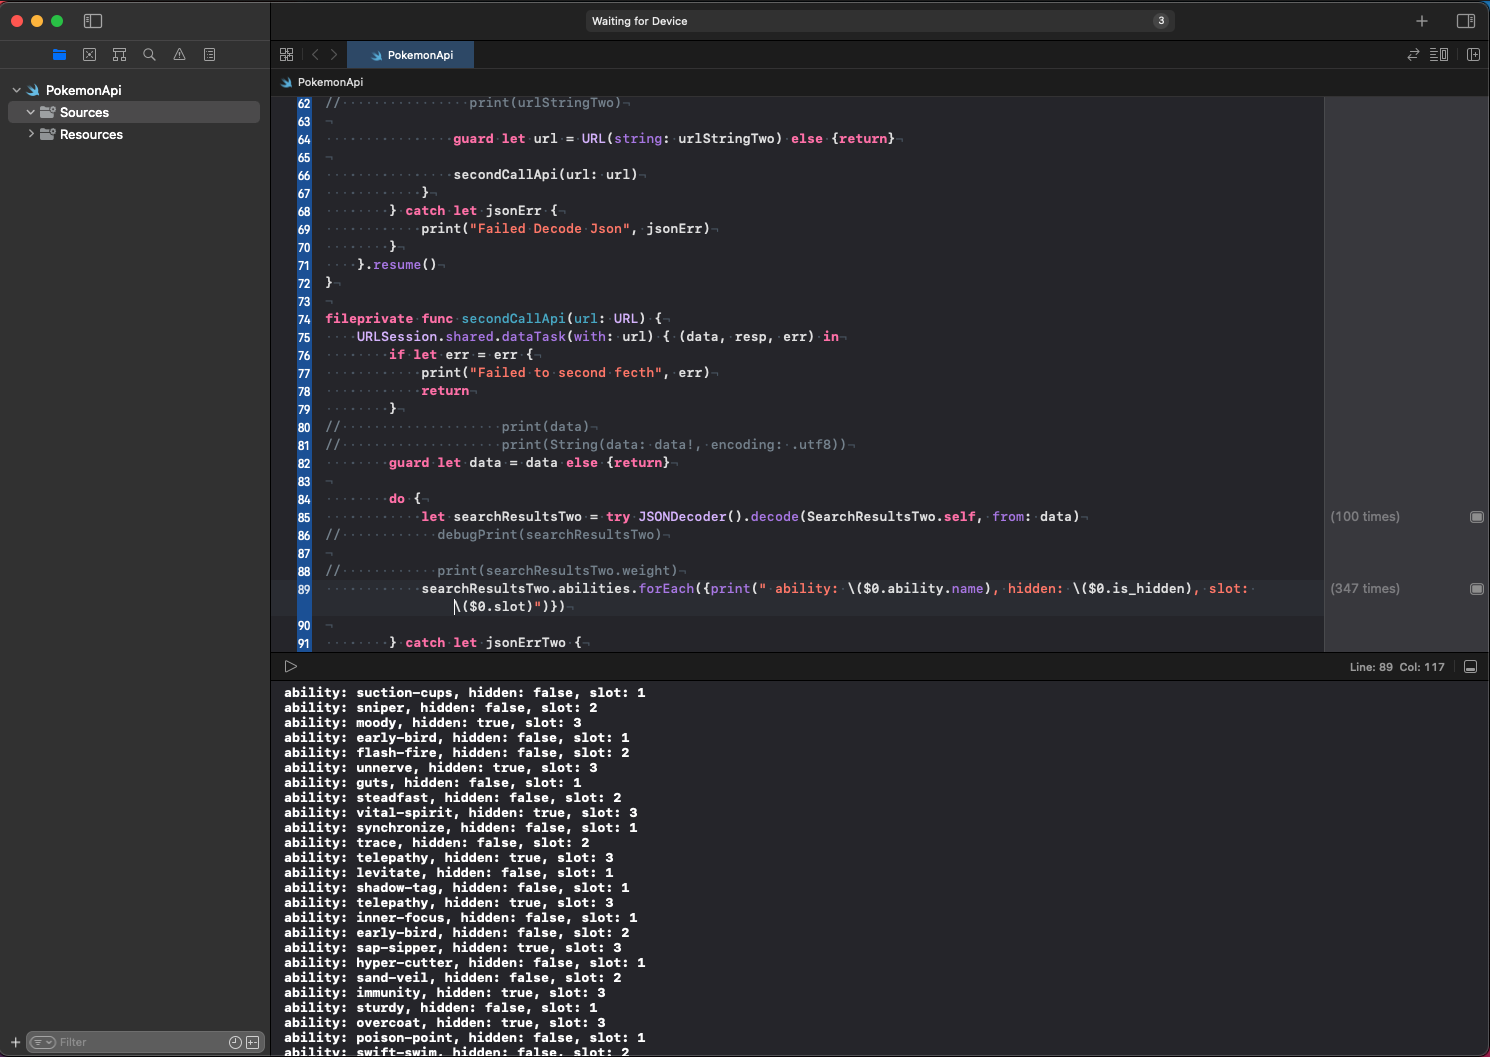 Waiting for Device
3
PokemonApi
PokemonApi
PokemonApi
Sources
Resources
62 // print(urlStringTwo)
63
64 guard let url = URL(string: urlStringTwo) else {return}
65
66 secondCallApi(url: url)
67 }
68 } catch let jsonErr {
69 print("Failed Decode Json", jsonErr)
70 }
71 }.resume()
72 }
73
74 fileprivate func secondCallApi(url: URL) {
75 URLSession.shared.dataTask(with: url) { (data, resp, err) in
76 if let err = err {
77 print("Failed to second fecth", err)
78 return
79 }
80 // print(data)
81 // print(String(data: data!, encoding: .utf8))
82 guard let data = data else {return}
83
84 do {
85 let searchResultsTwo = try JSONDecoder().decode(SearchResultsTwo.self, from: data) (100 times)
86 // debugPrint(searchResultsTwo)
87
88 // print(searchResultsTwo.weight)
89 searchResultsTwo.abilities.forEach({print(" ability: \($0.ability.name), hidden: \($0.is_hidden), slot: (347 times)
\($0.slot)")})
90
91 } catch let jsonErrTwo {
Line: 89 Col: 117
ability: suction-cups, hidden: false, slot: 1
ability: sniper, hidden: false, slot: 2
ability: moody, hidden: true, slot: 3
ability: early-bird, hidden: false, slot: 1
ability: flash-fire, hidden: false, slot: 2
ability: unnerve, hidden: true, slot: 3
ability: guts, hidden: false, slot: 1
ability: steadfast, hidden: false, slot: 2
ability: vital-spirit, hidden: true, slot: 3
ability: synchronize, hidden: false, slot: 1
ability: trace, hidden: false, slot: 2
ability: telepathy, hidden: true, slot: 3
ability: levitate, hidden: false, slot: 1
ability: shadow-tag, hidden: false, slot: 1
ability: telepathy, hidden: true, slot: 3
ability: inner-focus, hidden: false, slot: 1
ability: early-bird, hidden: false, slot: 2
ability: sap-sipper, hidden: true, slot: 3
ability: hyper-cutter, hidden: false, slot: 1
ability: sand-veil, hidden: false, slot: 2
ability: immunity, hidden: true, slot: 3
ability: sturdy, hidden: false, slot: 1
ability: overcoat, hidden: true, slot: 3
ability: poison-point, hidden: false, slot: 1
ability: swift-swim, hidden: false, slot: 2
Filter